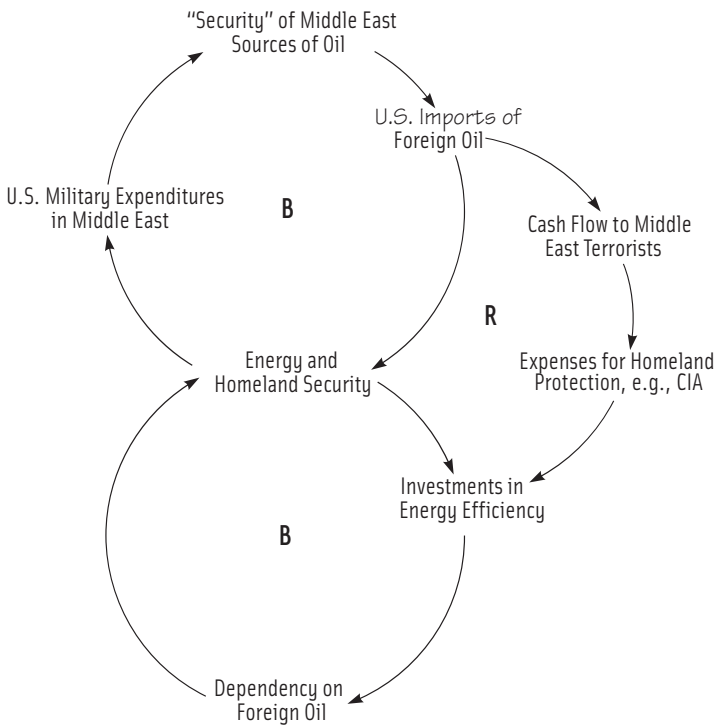 “Security” of Middle East
Sources of Oil
U.S. Imports of
Foreign Oil
U.S. Military Expenditures
in Middle East
B
Cash Flow to Middle
East Terrorists
R
Energy and
Homeland Security
Expenses for Homeland
Protection, e.g., CIA
Investments in
Energy Efficiency
B
Dependency on
Foreign Oil